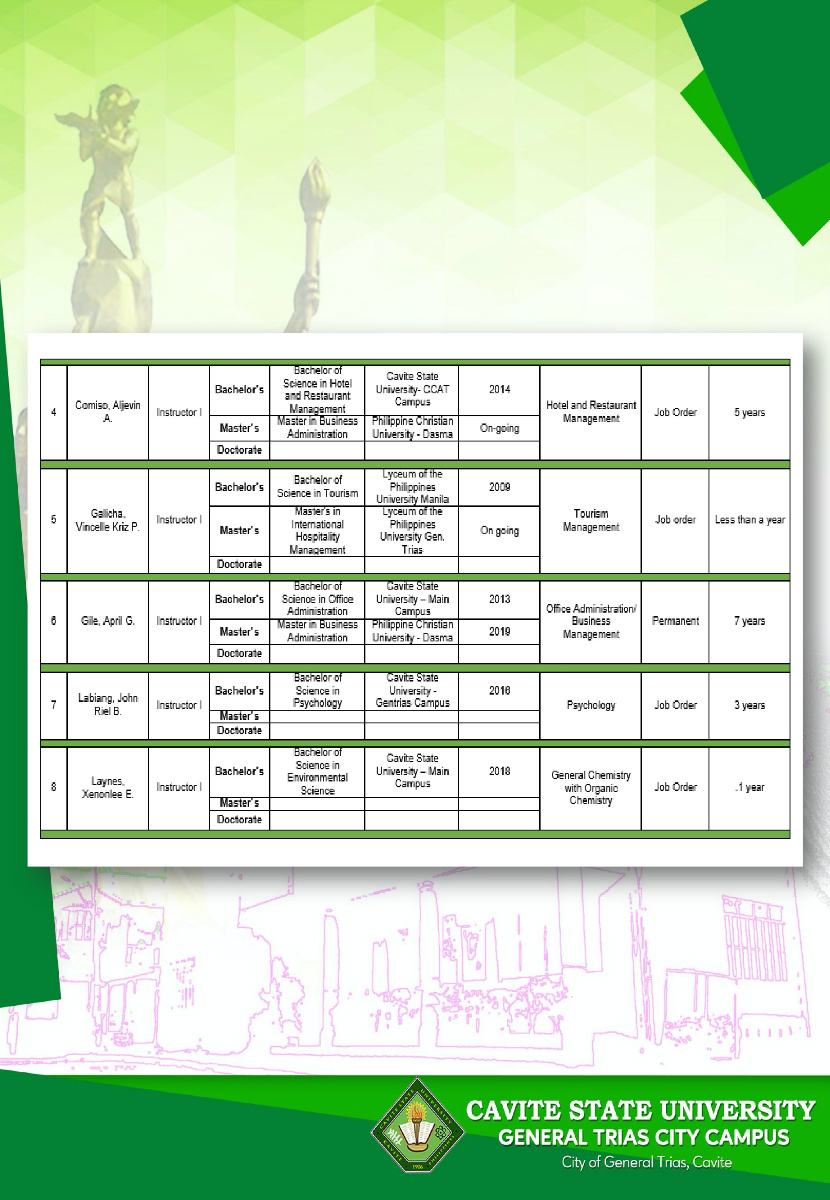 4
Comiso, Aljevin
A.
Instructor I
Bachelor's
Bachelor of
Science in Hotel
and Restaurant
Management
Cavite State
University- CCAT
Campus
2014
Master's
Master in Business
Administration
Philippine Christian
University - Dasma
On-going
Doctorate
Hotel and Restaurant
Management
Job Order
5 years
5
Galicha,
Vincelle Kriz P.
Instructor I
Bachelor's
Bachelor of
Science in Tourism
Lyceum of the
Philippines
University Manila
2009
Master's
Master's in
International
Hospitality
Management
Lyceum of the
Philippines
University Gen.
Trias
On going
Doctorate
Tourism
Management
Job order
Less than a year
6
Gile, April G.
Instructor I
Bachelor's
Bachelor of
Science in Office
Administration
Cavite State
University – Main
Campus
2013
Master's
Master in Business
Administration
Philippine Christian
University - Dasma
2019
Doctorate
Office Administration/
Business
Management
Permanent
7 years
7
Labiang, John
Riel B.
Instructor I
Bachelor's
Bachelor of
Science in
Psychology
Cavite State
University -
Gentrias Campus
2016
Master's
Doctorate
Psychology
Job Order
3 years
8
Laynes,
Xenonlee E.
Instructor I
Bachelor's
Bachelor of
Science in
Environmental
Science
Cavite State
University – Main
Campus
2018
Master's
Doctorate
General Chemistry
with Organic
Chemistry
Job Order
.1 year
CAVITE STATE UNIVERSITY
GENERAL TRIAS CITY CAMPUS
City of General Trias, Cavite
1906